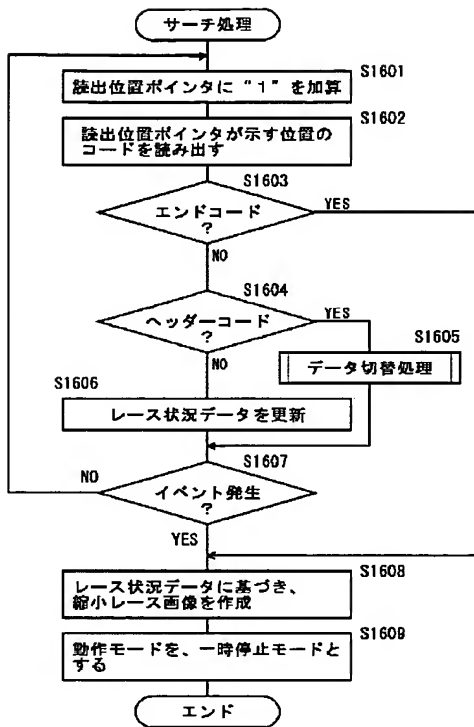 サーチ処理
S1601
読出位置ポインタに“1”を加算
S1602
読出位置ポインタが示す位置の
コードを読み出す
S1603
エンドコード
?
YES
NO
S1604
ヘッダーコード
?
YES
NO
S1605
データ切替処理
S1606
レース状況データを更新
S1607
イベント発生
?
NO
YES
S1608
レース状況データに基づき、
縮小レース画像を作成
S1609
動作モードを、一時停止モードと
する
エンド